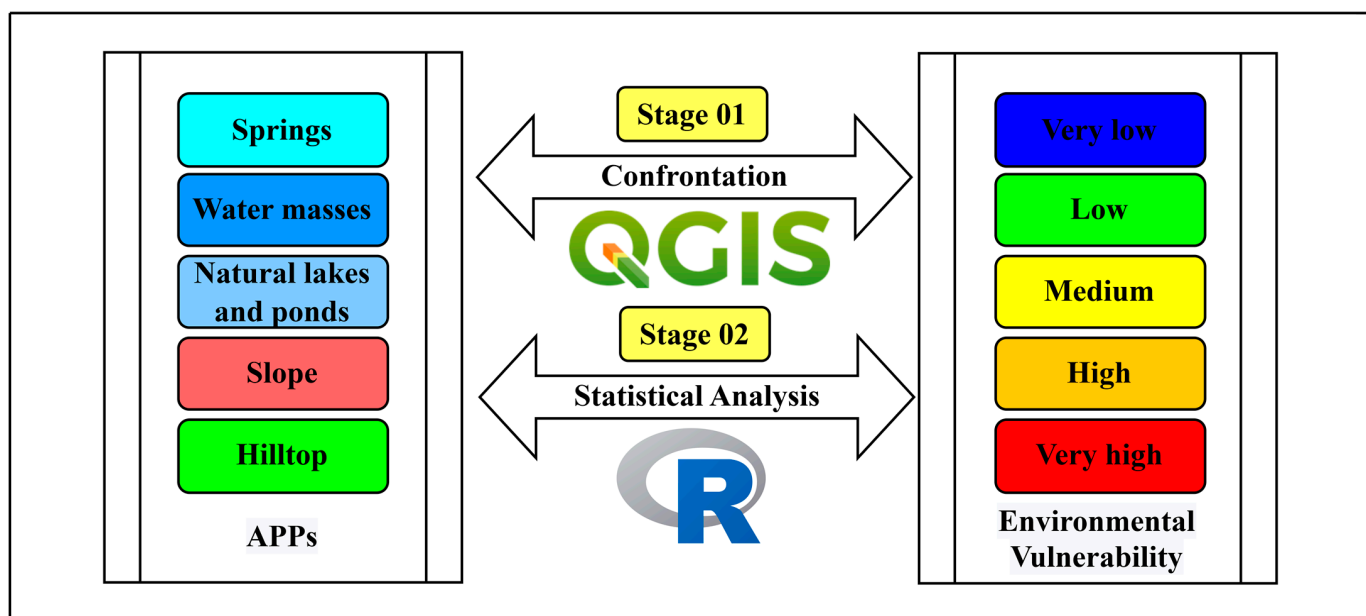 Springs
Water masses
Natural lakes
and ponds
Slope
Hilltop
APPs
Stage 01
Confrontation
QGIS
Stage 02
Statistical Analysis
R
Very low
Low
Medium
High
Very high
Environmental
Vulnerability